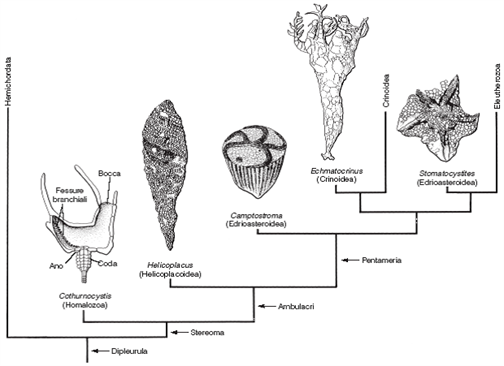 Hemichordata
Bocca
Fessure
branchiali
Ano
Coda
Cothurnocystis
(Homalozoa)
Helicoplacus
(Helicoplacoidea)
Camptostroma
(Edrioasteroidea)
Echmatocrinus
(Crinoidea)
Crinoidea
Stromatocystites
(Edrioasteroidea)
Eleutherozoa
Pentameria
Ambulacri
Stereoma
Dipleurula